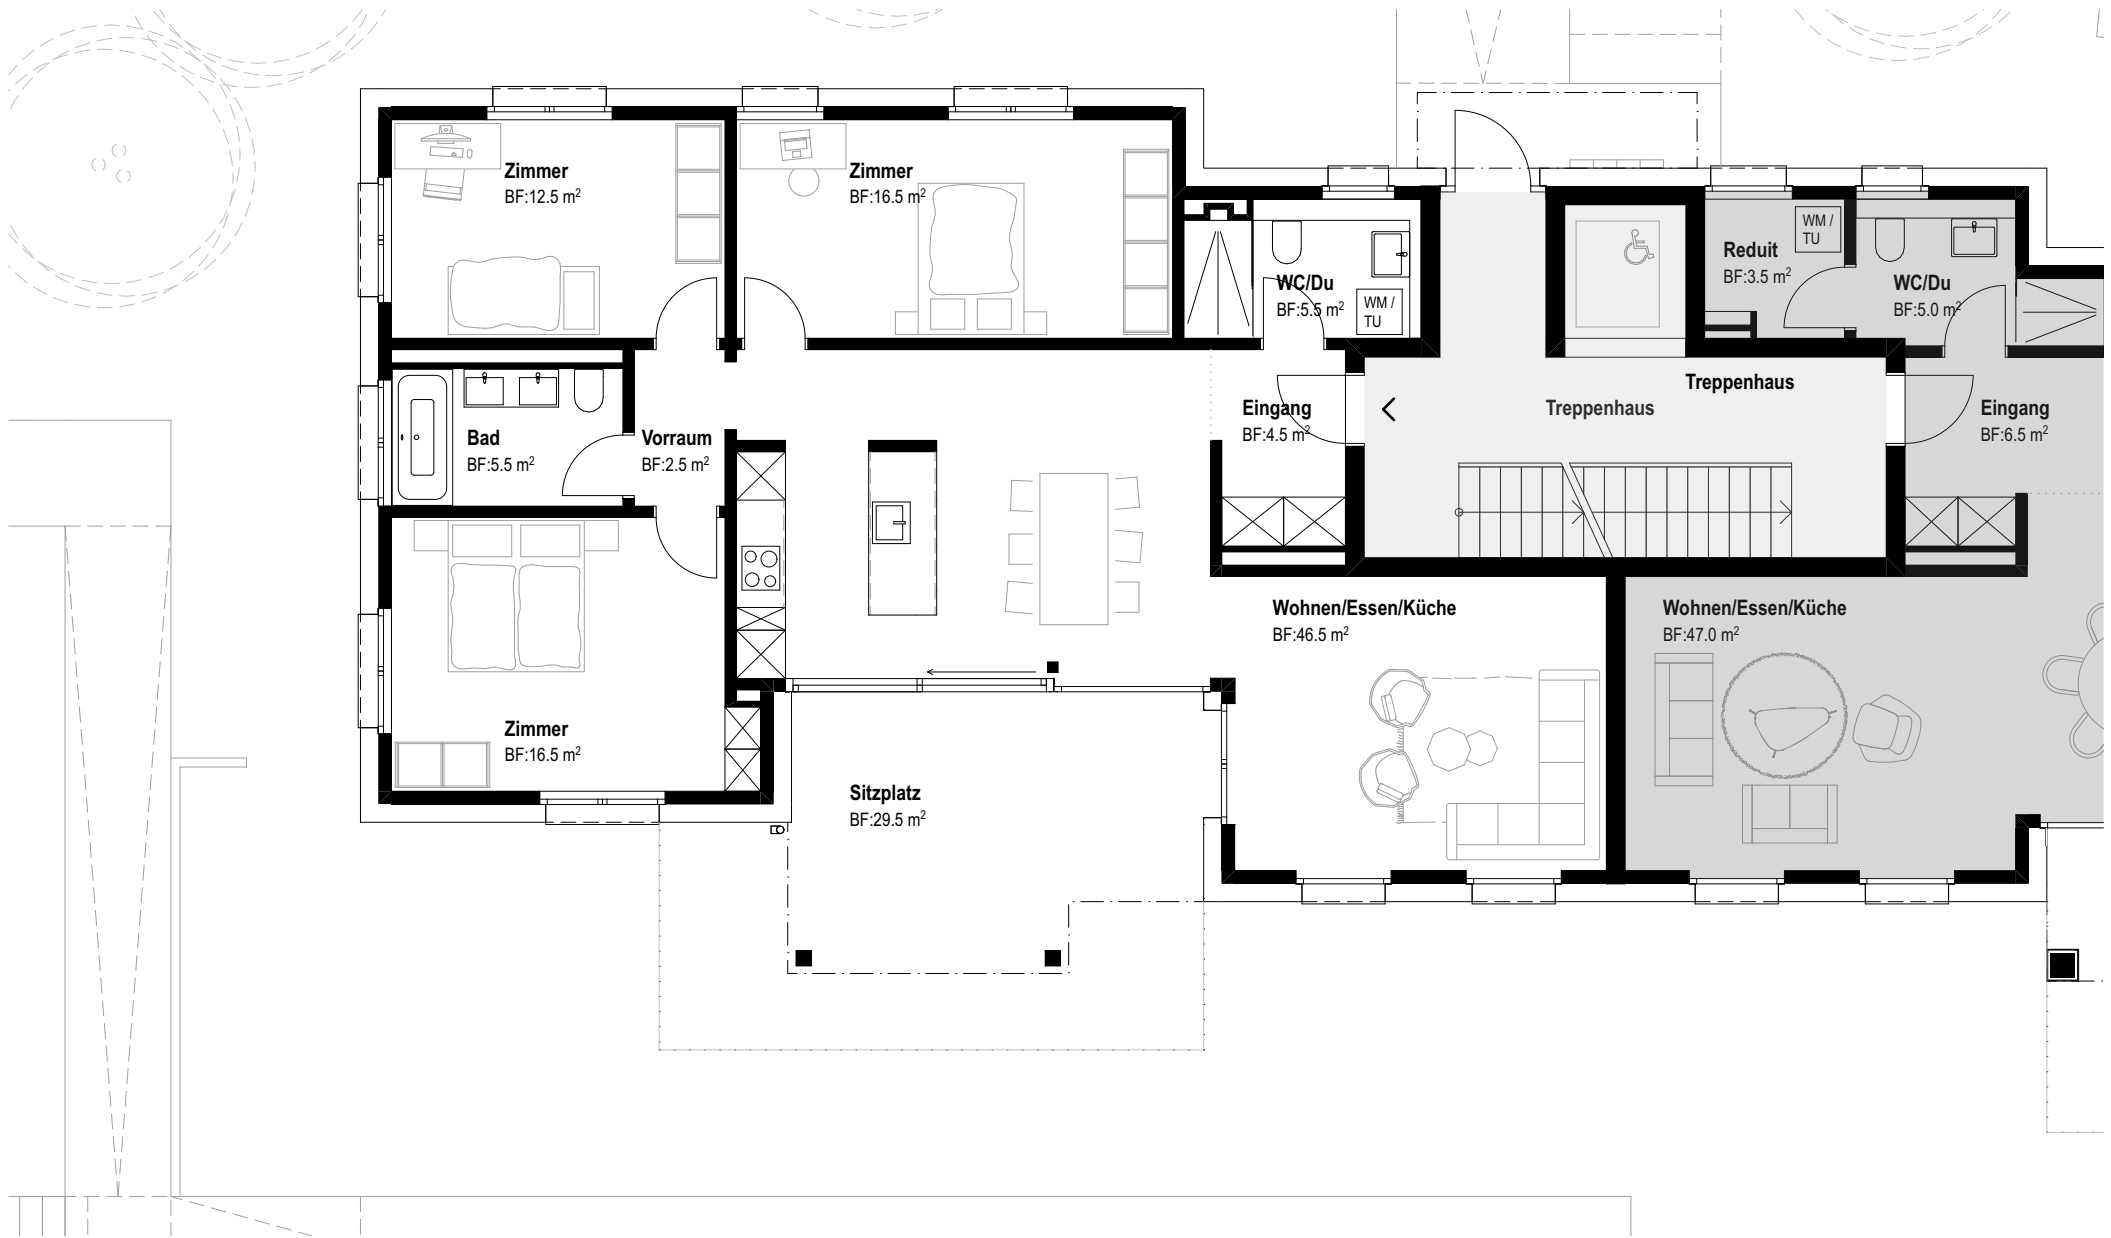 Zimmer
BF:12.5 m²
Zimmer
BF:16.5 m²
WC/Du
BF:5.5 m²
WM /
TU
Reduit
BF:3.5 m²
WM /
TU
WC/Du
BF:5.0 m²
Treppenhaus
Treppenhaus
Eingang
BF:4.5 m²
Eingang
BF:6.5 m²
Bad
BF:5.5 m²
Vorraum
BF:2.5 m²
Wohnen/Essen/Küche
BF:46.5 m²
Wohnen/Essen/Küche
BF:47.0 m²
Zimmer
BF:16.5 m²
Sitzplatz
BF:29.5 m²